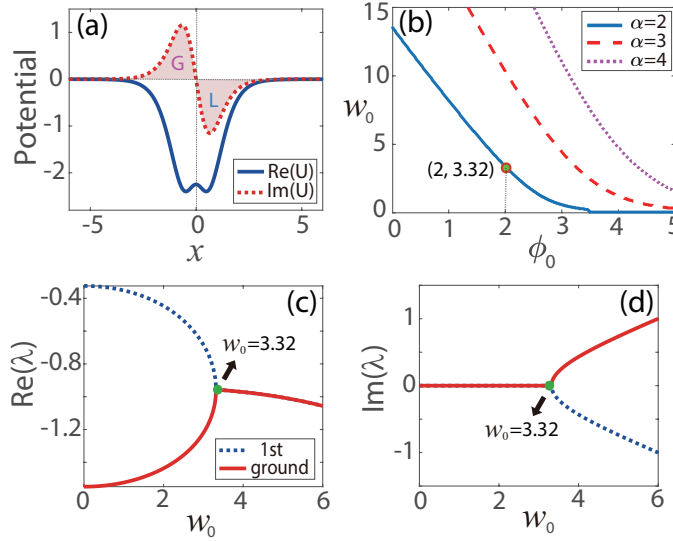 (a)
G
L
Potential
1
0
-1
-2
-5
0
5
x
Re(U)
Im(U)
(b)
α=2
α=3
α=4
w₀
15
10
5
0
(2, 3.32)
0
1
2
3
4
5
ϕ₀
(c)
Re(λ)
-0.4
-0.8
-1.2
w₀=3.32
1st
ground
0
2
4
6
w₀
(d)
Im(λ)
1
0
-1
w₀=3.32
0
2
4
6
w₀